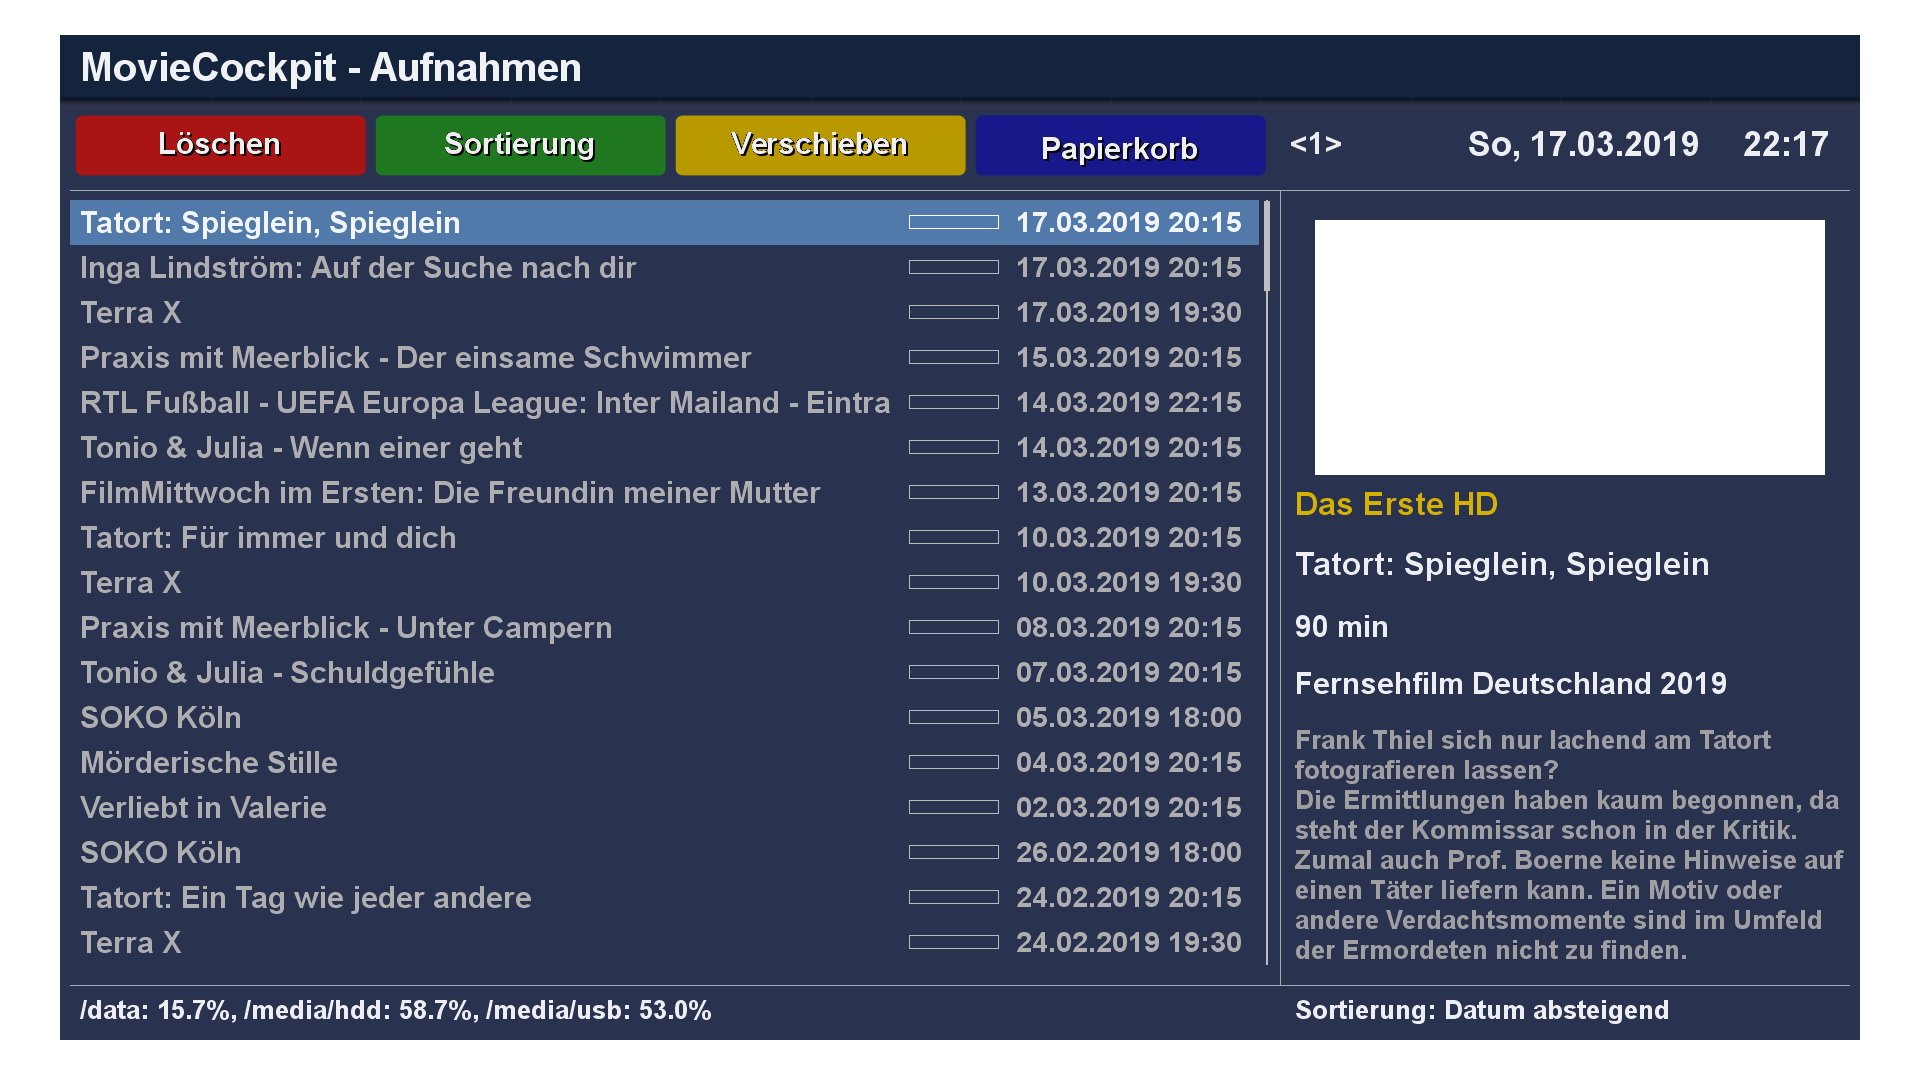 MovieCockpit - Aufnahmen
Löschen Sortierung Verschieben Papierkorb <1> So, 17.03.2019 22:17
Tatort: Spieglein, Spieglein 17.03.2019 20:15
Inga Lindström: Auf der Suche nach dir 17.03.2019 20:15
Terra X 17.03.2019 19:30
Praxis mit Meerblick - Der einsame Schwimmer 15.03.2019 20:15
RTL Fußball - UEFA Europa League: Inter Mailand - Eintra 14.03.2019 22:15
Tonio & Julia - Wenn einer geht 14.03.2019 20:15
FilmMittwoch im Ersten: Die Freundin meiner Mutter 13.03.2019 20:15
Tatort: Für immer und dich 10.03.2019 20:15
Terra X 10.03.2019 19:30
Praxis mit Meerblick - Unter Campern 08.03.2019 20:15
Tonio & Julia - Schuldgefühle 07.03.2019 20:15
SOKO Köln 05.03.2019 18:00
Mörderische Stille 04.03.2019 20:15
Verliebt in Valerie 02.03.2019 20:15
SOKO Köln 26.02.2019 18:00
Tatort: Ein Tag wie jeder andere 24.02.2019 20:15
Terra X 24.02.2019 19:30
Das Erste HD
Tatort: Spieglein, Spieglein
90 min
Fernsehfilm Deutschland 2019
Frank Thiel sich nur lachend am Tatort
fotografieren lassen?
Die Ermittlungen haben kaum begonnen, da
steht der Kommissar schon in der Kritik.
Zumal auch Prof. Boerne keine Hinweise auf
einen Täter liefern kann. Ein Motiv oder
andere Verdachtsmomente sind im Umfeld
der Ermordeten nicht zu finden.
/data: 15.7%, /media/hdd: 58.7%, /media/usb: 53.0%
Sortierung: Datum absteigend